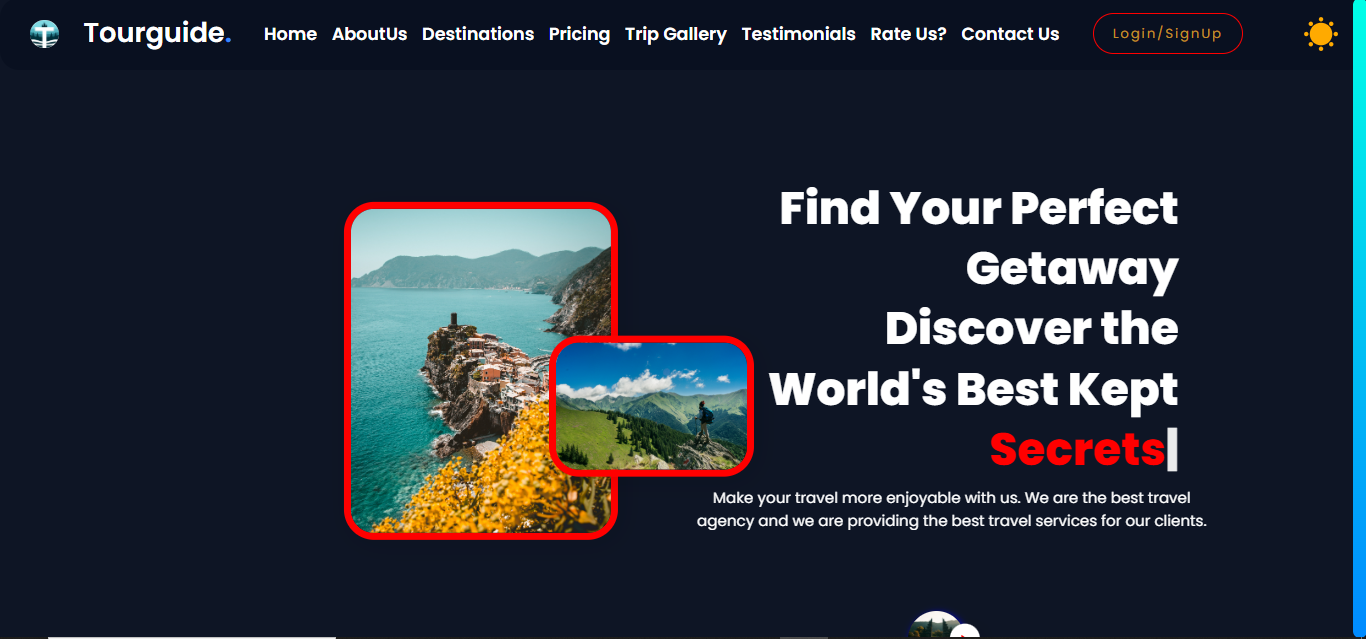 Tourguide. Home AboutUs Destinations Pricing Trip Gallery Testimonials Rate Us? Contact Us Login/SignUp
Find Your Perfect
Getaway
Discover the
World's Best Kept
Secrets
Make your travel more enjoyable with us. We are the best travel
agency and we are providing the best travel services for our clients.